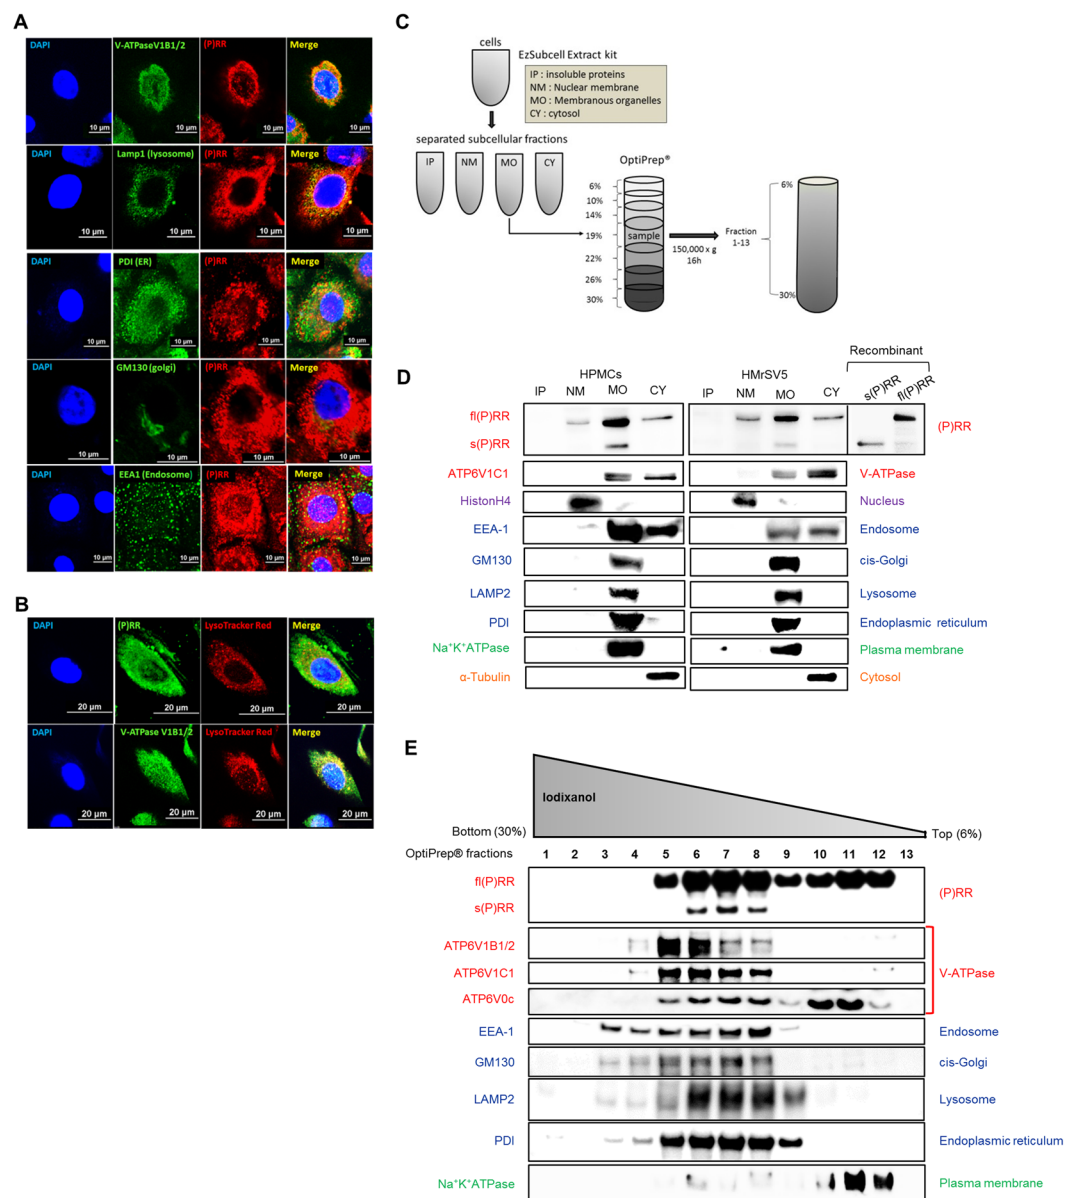 A
DAPI
V-ATPaseV1B1/2
(P)RR
Merge
10 µm
10 µm
10 µm
10 µm
DAPI
Lamp1 (lysosome)
(P)RR
Merge
10 µm
10 µm
10 µm
10 µm
DAPI
PDI (ER)
(P)RR
Merge
10 µm
10 µm
10 µm
10 µm
DAPI
GM130 (golgi)
(P)RR
Merge
10 µm
10 µm
10 µm
10 µm
DAPI
EEA1 (Endosome)
(P)RR
Merge
10 µm
10 µm
10 µm
10 µm
B
DAPI
(P)RR
LysoTracker Red
Merge
20 µm
20 µm
20 µm
20 µm
DAPI
V-ATPase V1B1/2
LysoTracker Red
Merge
20 µm
20 µm
20 µm
20 µm
C
cells
EzSubcell Extract kit
IP : insoluble proteins
NM : Nuclear membrane
MO : Membranous organelles
CY : cytosol
separated subcellular fractions
IP
NM
MO
CY
OptiPrep®
6%
10%
14%
19%
22%
26%
30%
sample
150,000 x g
16h
Fraction
1-13
6%
30%
D
HPMCs
HMrSV5
Recombinant
IP NM MO CY
IP NM MO CY
s(P)RR
fl(P)RR
fl(P)RR
s(P)RR
(P)RR
ATP6V1C1
V-ATPase
HistonH4
Nucleus
EEA-1
Endosome
GM130
cis-Golgi
LAMP2
Lysosome
PDI
Endoplasmic reticulum
Na⁺K⁺ATPase
Plasma membrane
α-Tubulin
Cytosol
E
Iodixanol
Bottom (30%)
Top (6%)
OptiPrep® fractions 1 2 3 4 5 6 7 8 9 10 11 12 13
fl(P)RR
s(P)RR
(P)RR
ATP6V1B1/2
ATP6V1C1
ATP6V0c
V-ATPase
EEA-1
Endosome
GM130
cis-Golgi
LAMP2
Lysosome
PDI
Endoplasmic reticulum
Na⁺K⁺ATPase
Plasma membrane